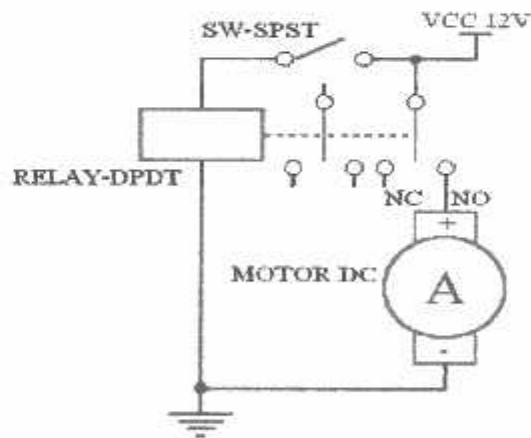 SW-SPST
VCC 12V
RELAY-DPDT
NC NO
+
MOTOR DC
A
-